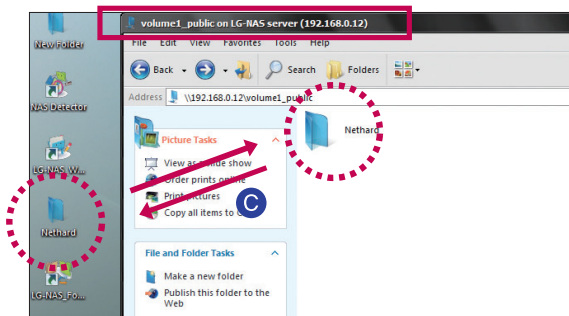 volume1_public on LG-NAS server (192.168.0.12)
File Edit View Favorites Tools Help
Back Search Folders
Address \\192.168.0.12\volume1_public
New Folder
NAS Detector
LG-NAS_W...
Nethard
LG-NAS_Fo...
Picture Tasks
View as a slide show
Order prints online
Print pictures
Copy all items to C
File and Folder Tasks
Make a new folder
Publish this folder to the
Web
Nethard
C